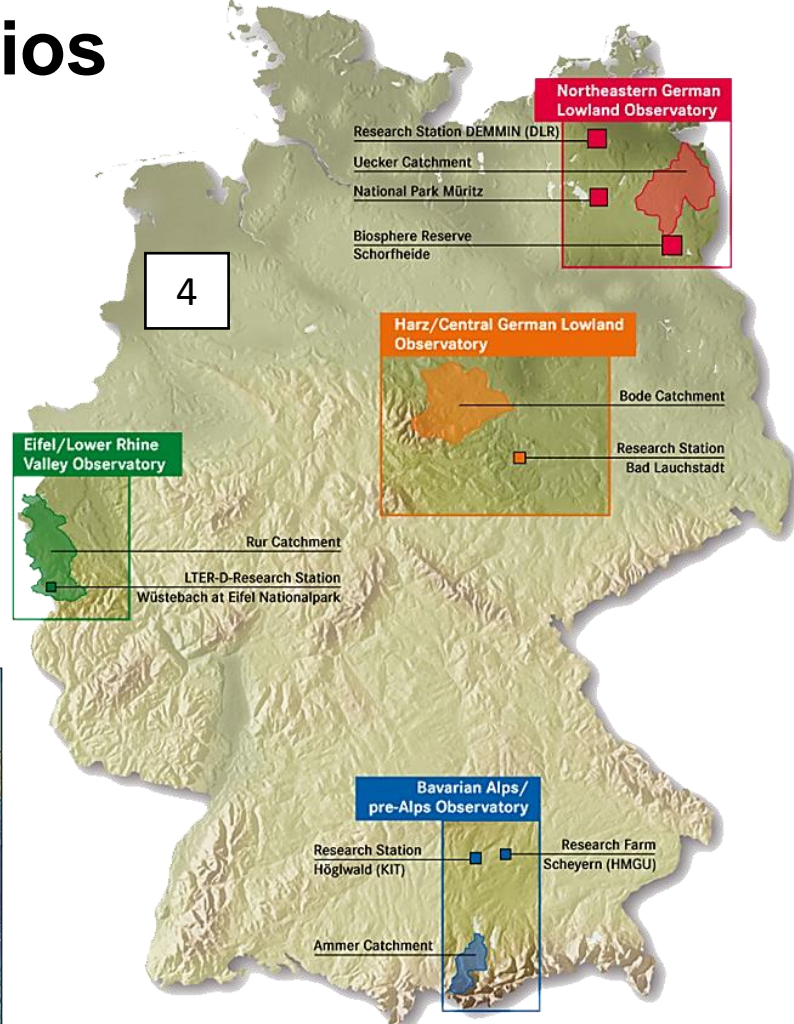 ios
Northeastern German
Lowland Observatory
Research Station DEMMIN (DLR)
Uecker Catchment
National Park Müritz
Biosphere Reserve
Schorfheide
4
Harz/Central German Lowland
Observatory
Bode Catchment
Research Station
Bad Lauchstadt
Eifel/Lower Rhine
Valley Observatory
Rur Catchment
LTER-D-Research Station
Wüstebach at Eifel Nationalpark
Bavarian Alps/
pre-Alps Observatory
Research Station
Höglwald (KIT)
Research Farm
Scheyern (HMGU)
Ammer Catchment